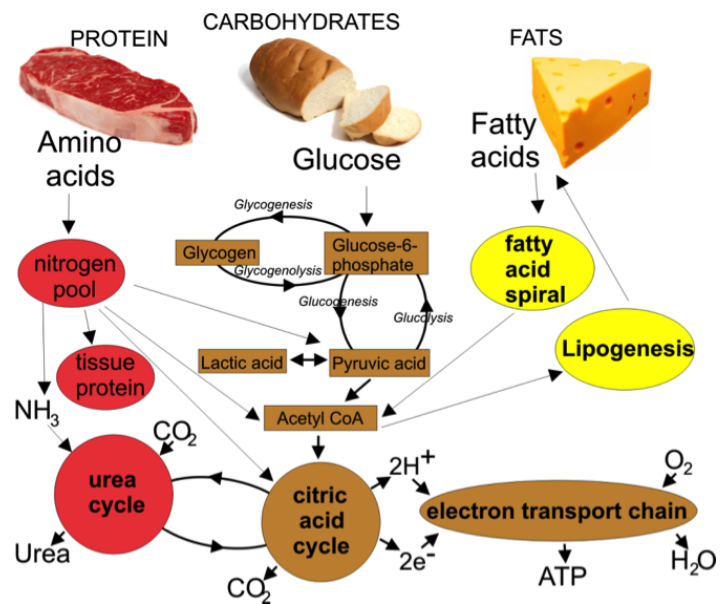 PROTEIN
CARBOHYDRATES
FATS
Amino
acids
Glucose
Fatty
acids
Glycogenesis
Glycogen
Glucose-6-
phosphate
Glycogenolysis
nitrogen
pool
fatty
acid
spiral
Glucogenesis
Glucolysis
Lipogenesis
tissue
protein
Lactic acid
Pyruvic acid
NH3
Acetyl CoA
CO2
urea
cycle
citric
acid
cycle
2H+
O2
electron transport chain
Urea
CO2
2e-
ATP
H2O